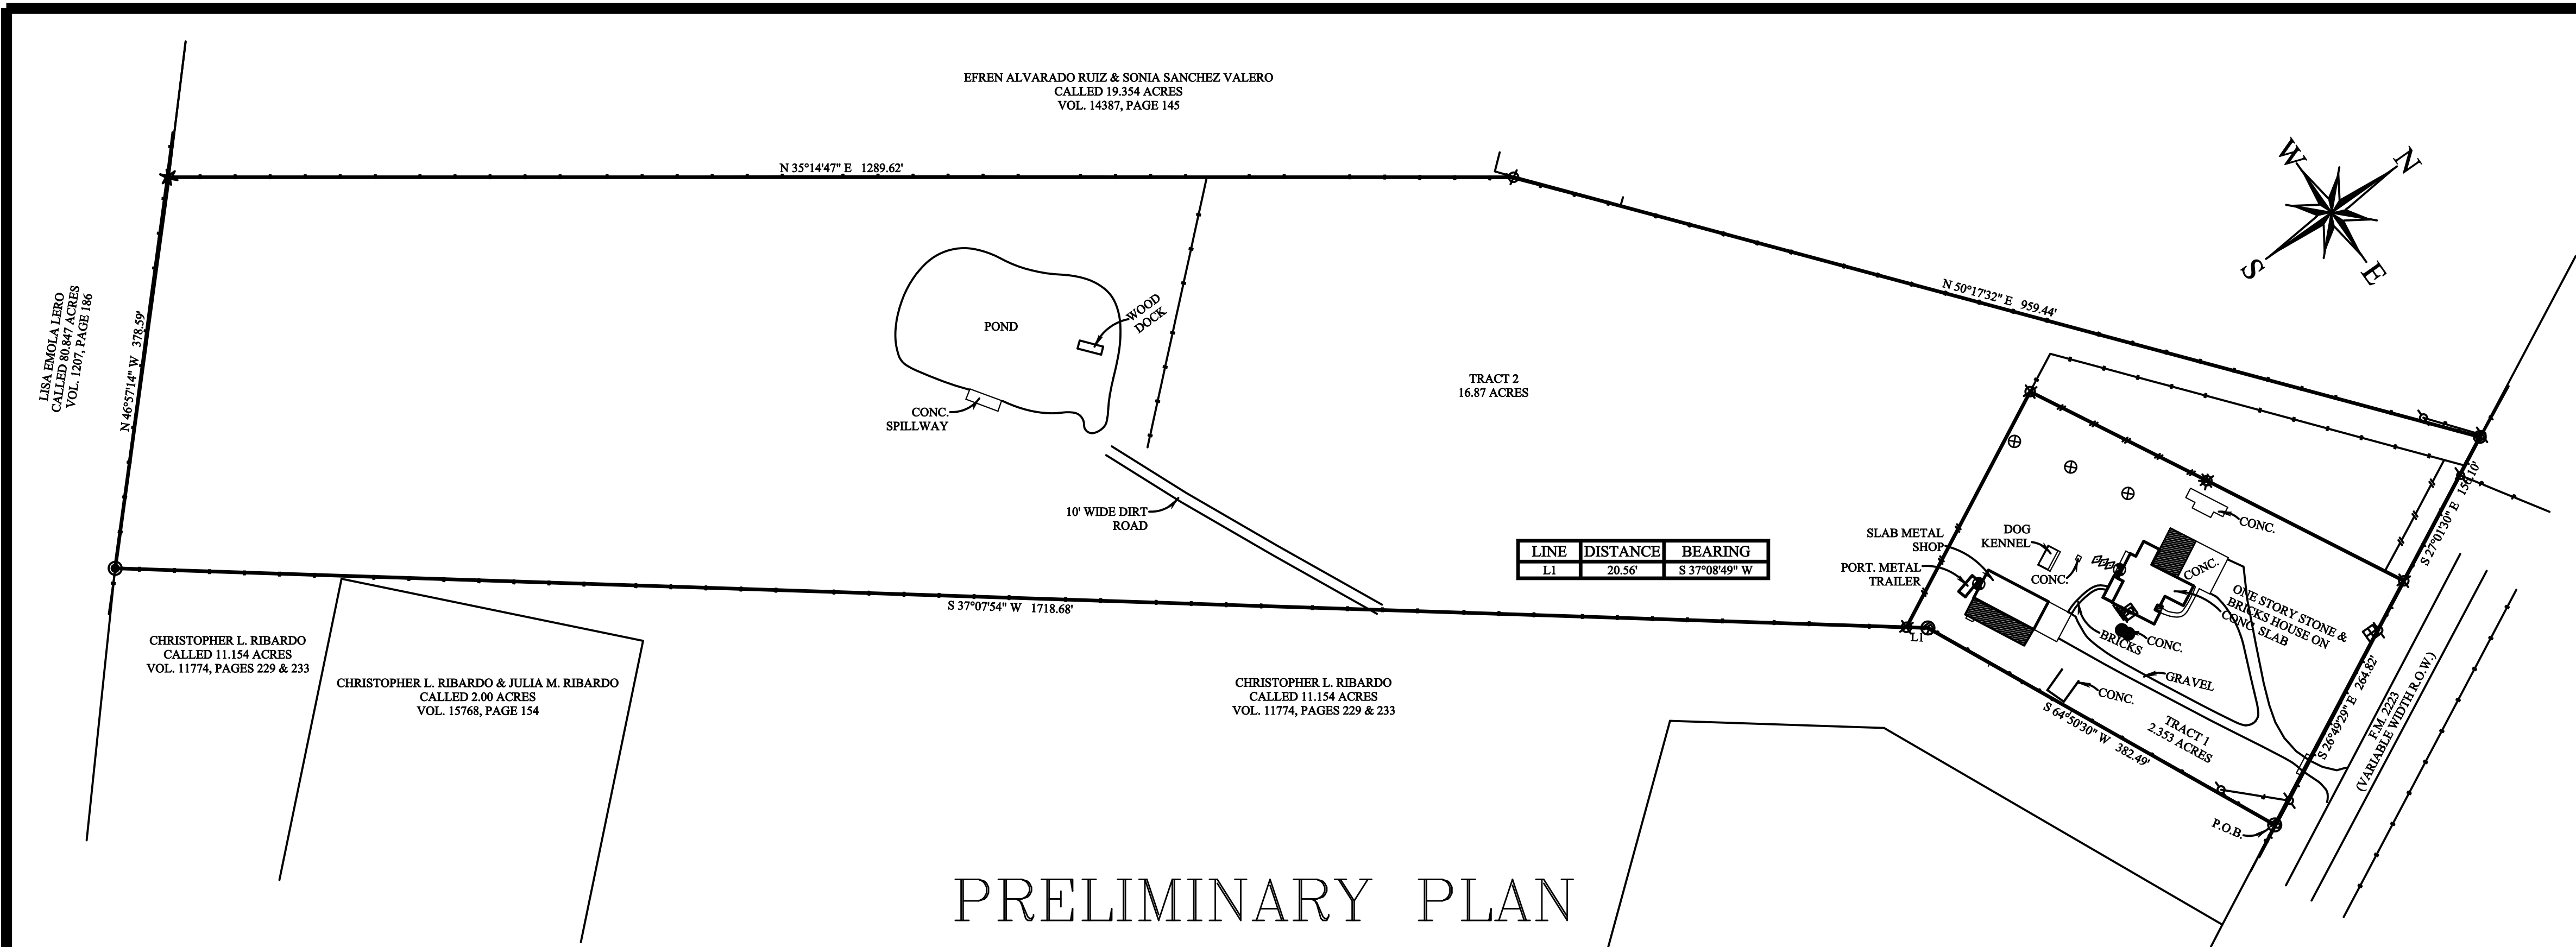 EFREN ALVARADO RUIZ & SONIA SANCHEZ VALERO
CALLED 19.354 ACRES
VOL. 14387, PAGE 145
N 35°14'47" E 1289.62'
W
N
S
E
N 50°17'32" E 959.44'
LISA EMOLA LERO
CALLED 80.847 ACRES
VOL. 1207, PAGE 186
N 46°57'14" W 378.59'
POND
WOOD
DOCK
CONC.
SPILLWAY
TRACT 2
16.87 ACRES
10' WIDE DIRT
ROAD
LINE DISTANCE BEARING
L1 20.56' S 37°08'49" W
SLAB METAL
SHOP
DOG
KENNEL
PORT. METAL
TRAILER
CONC.
CONC.
CONC.
ONE STORY STONE &
BRICKS HOUSE ON
CONC. SLAB
BRICKS
CONC.
GRAVEL
CONC.
S 27°01'30" E 156.10'
S 26°49'29" E 264.82'
F.M. 2223
(VARIABLE WIDTH R.O.W.)
TRACT 1
2.353 ACRES
S 64°50'30" W 382.49'
P.O.B.
L1
S 37°07'54" W 1718.68'
CHRISTOPHER L. RIBARDO
CALLED 11.154 ACRES
VOL. 11774, PAGES 229 & 233
CHRISTOPHER L. RIBARDO & JULIA M. RIBARDO
CALLED 2.00 ACRES
VOL. 15768, PAGE 154
CHRISTOPHER L. RIBARDO
CALLED 11.154 ACRES
VOL. 11774, PAGES 229 & 233
PRELIMINARY PLAN